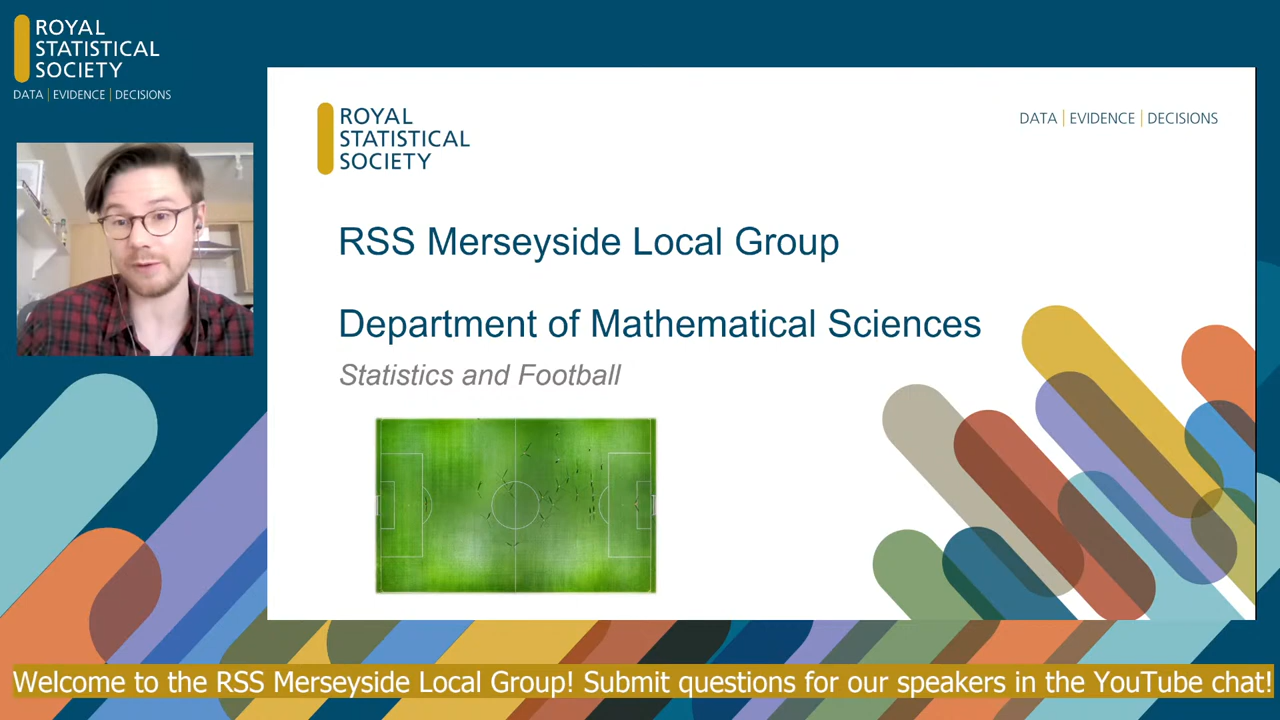 ROYAL
STATISTICAL
SOCIETY
DATA | EVIDENCE | DECISIONS
ROYAL
STATISTICAL
SOCIETY
DATA | EVIDENCE | DECISIONS
RSS Merseyside Local Group
Department of Mathematical Sciences
Statistics and Football
Welcome to the RSS Merseyside Local Group! Submit questions for our speakers in the YouTube chat!